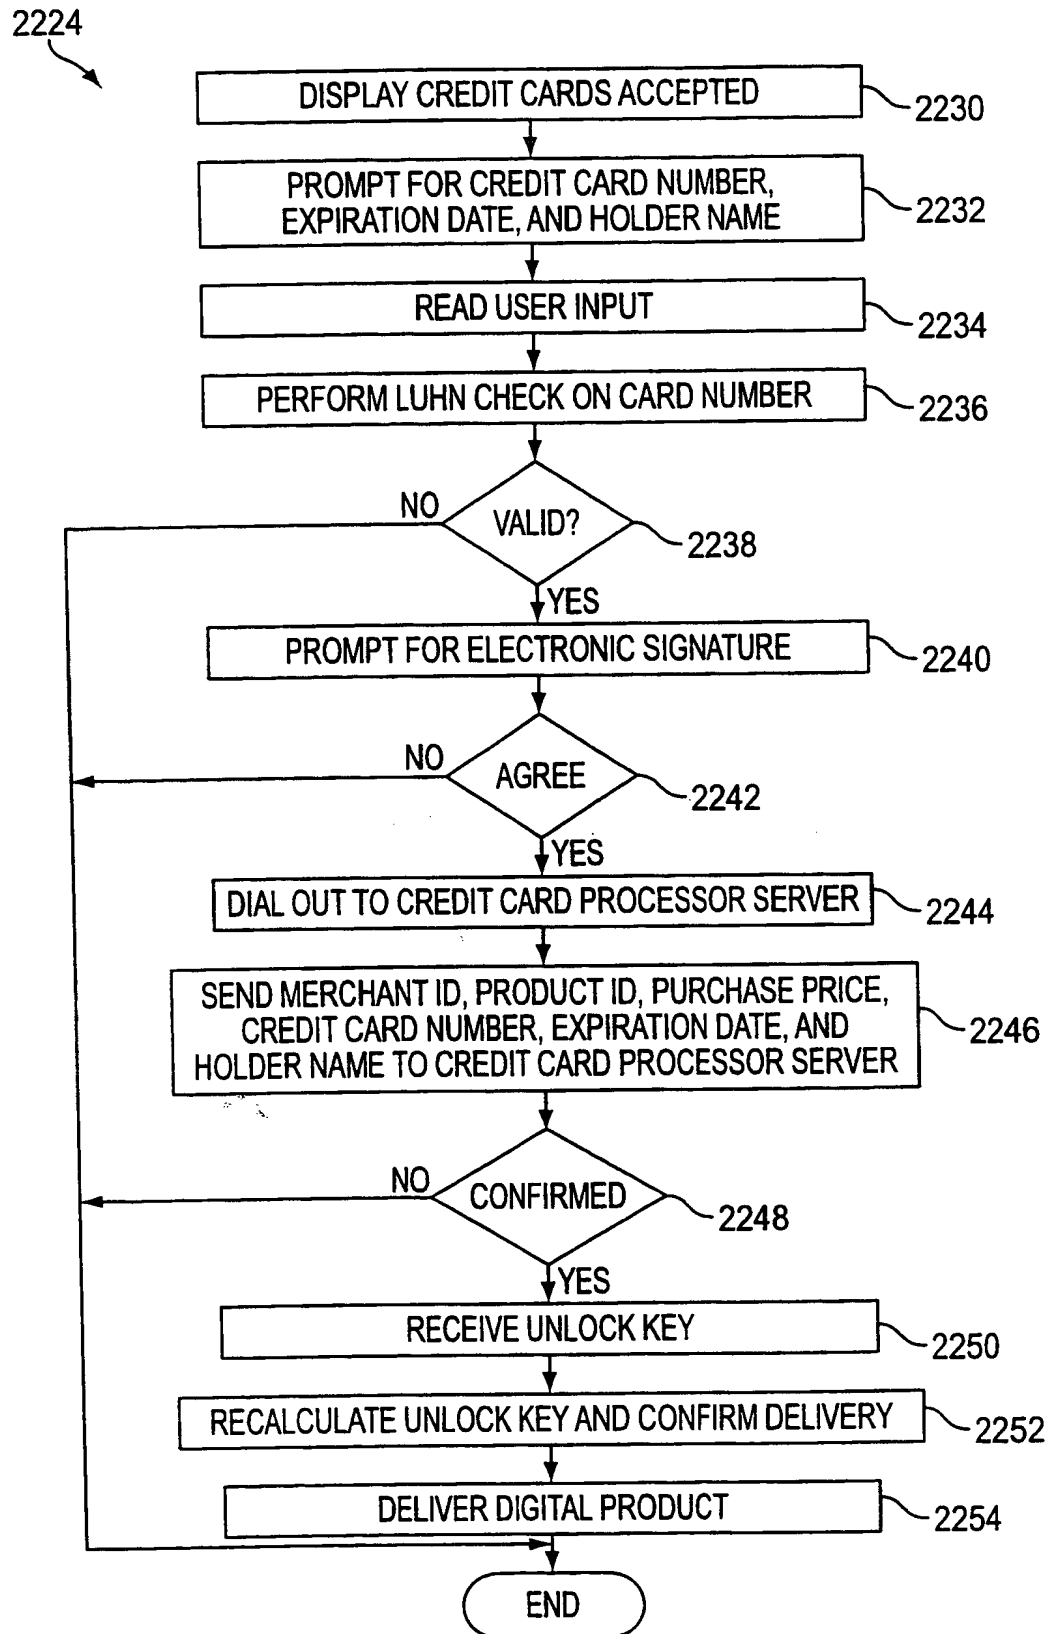 2224
DISPLAY CREDIT CARDS ACCEPTED
2230
PROMPT FOR CREDIT CARD NUMBER,
EXPIRATION DATE, AND HOLDER NAME
2232
READ USER INPUT
2234
PERFORM LUHN CHECK ON CARD NUMBER
2236
NO
VALID?
2238
YES
PROMPT FOR ELECTRONIC SIGNATURE
2240
NO
AGREE
2242
YES
DIAL OUT TO CREDIT CARD PROCESSOR SERVER
2244
SEND MERCHANT ID, PRODUCT ID, PURCHASE PRICE,
CREDIT CARD NUMBER, EXPIRATION DATE, AND
HOLDER NAME TO CREDIT CARD PROCESSOR SERVER
2246
NO
CONFIRMED
2248
YES
RECEIVE UNLOCK KEY
2250
RECALCULATE UNLOCK KEY AND CONFIRM DELIVERY
2252
DELIVER DIGITAL PRODUCT
2254
END